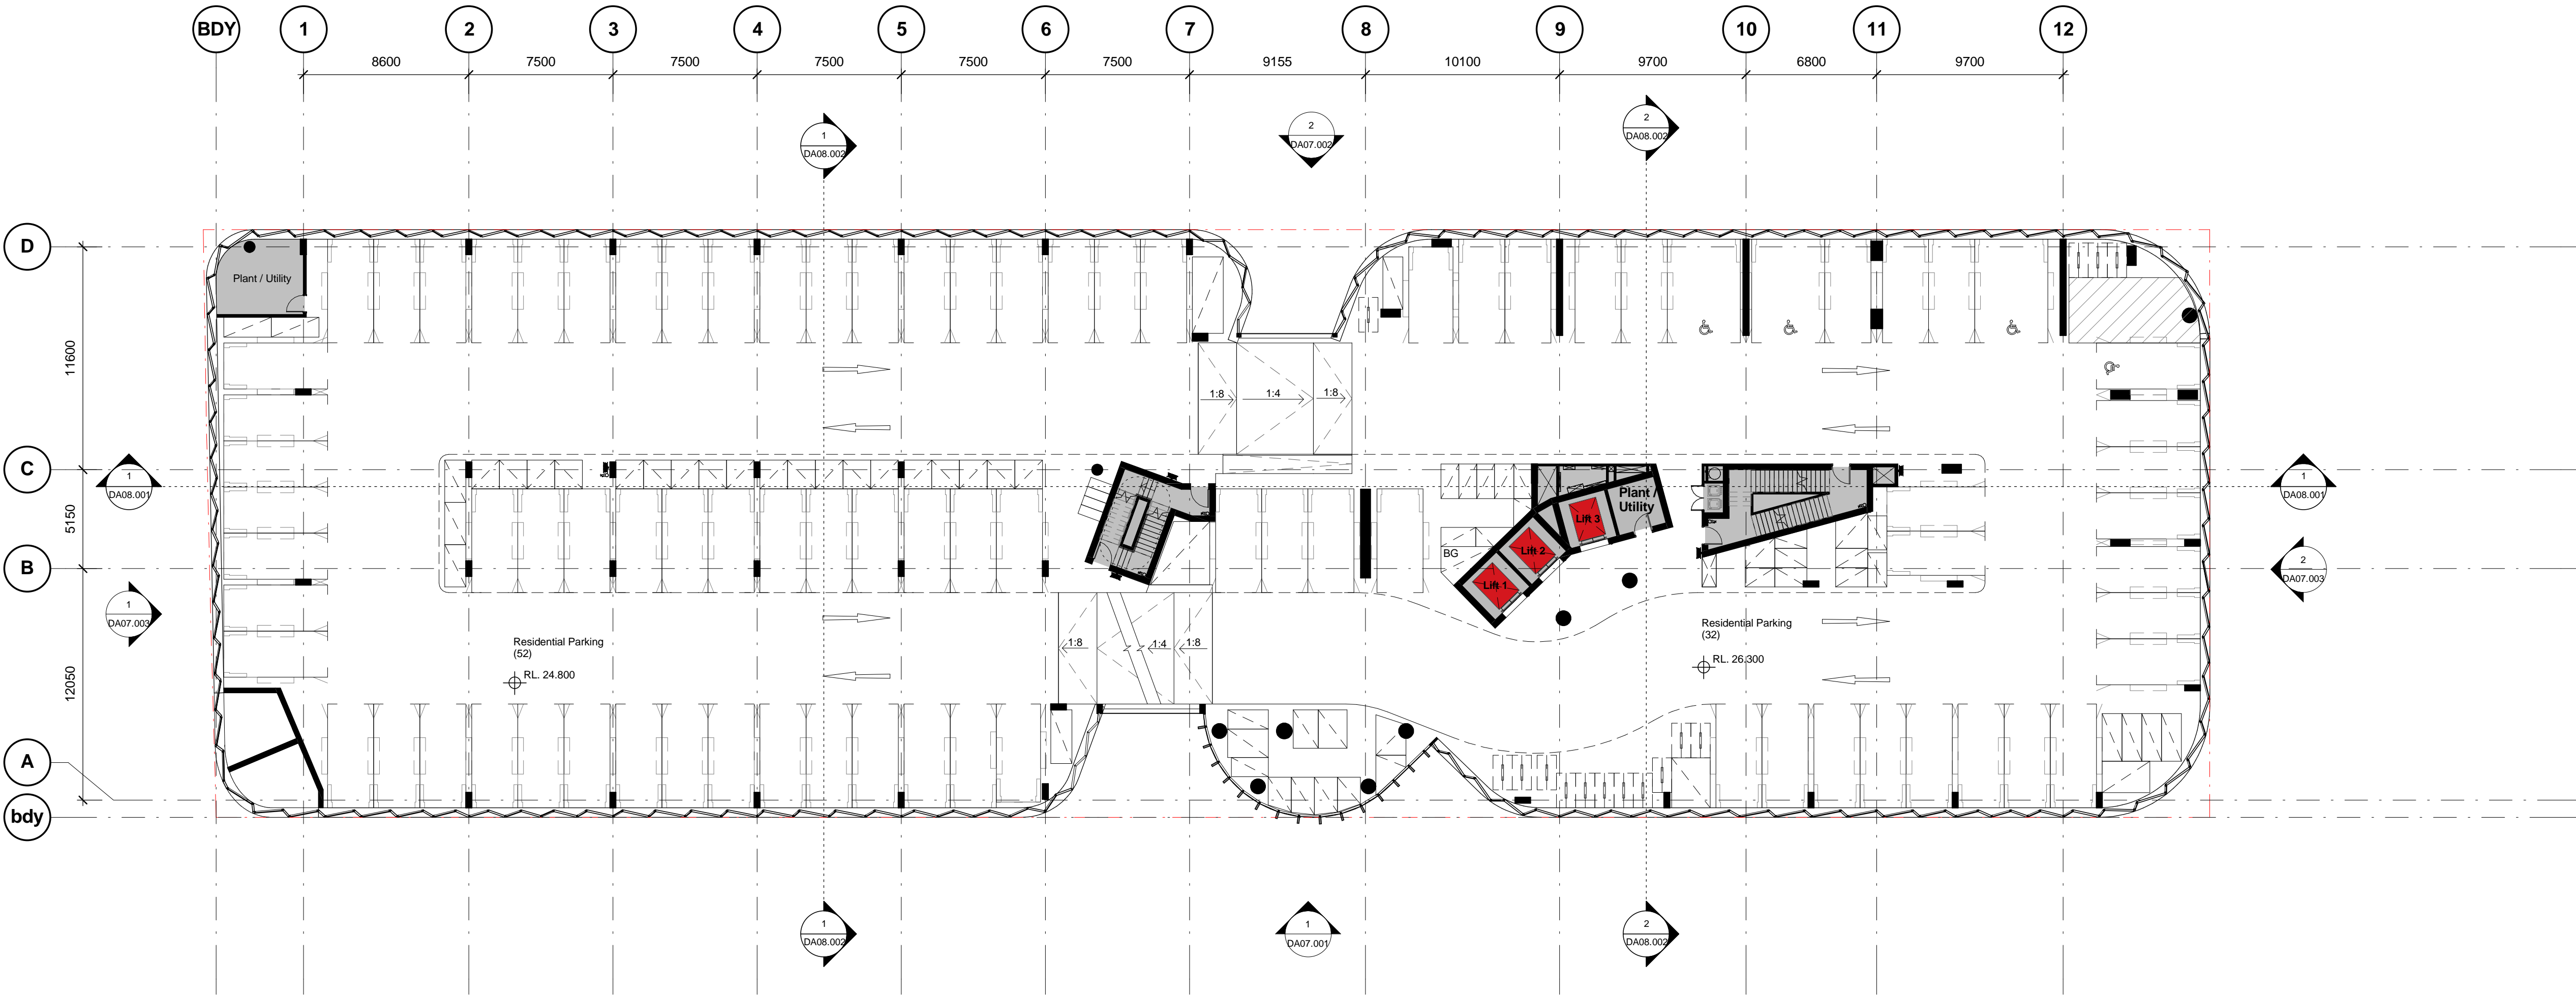 BDY 1 2 3 4 5 6 7 8 9 10 11 12
8600 7500 7500 7500 7500 7500 9155 10100 9700 6800 9700
1
DA08.002
2
DA07.002
2
DA08.002
D
Plant / Utility
11600
1:8 1:4 1:8
C
1
DA08.001
1
DA08.001
Plant /
Utility
Lift 3
Lift 2
Lift 1
BG
5150
B
1
DA07.003
2
DA07.003
Residential Parking
(52)
RL. 24.800
1:8 1:4 1:8
Residential Parking
(32)
RL. 26.300
12050
A
bdy
1
DA08.002
1
DA07.001
2
DA08.002